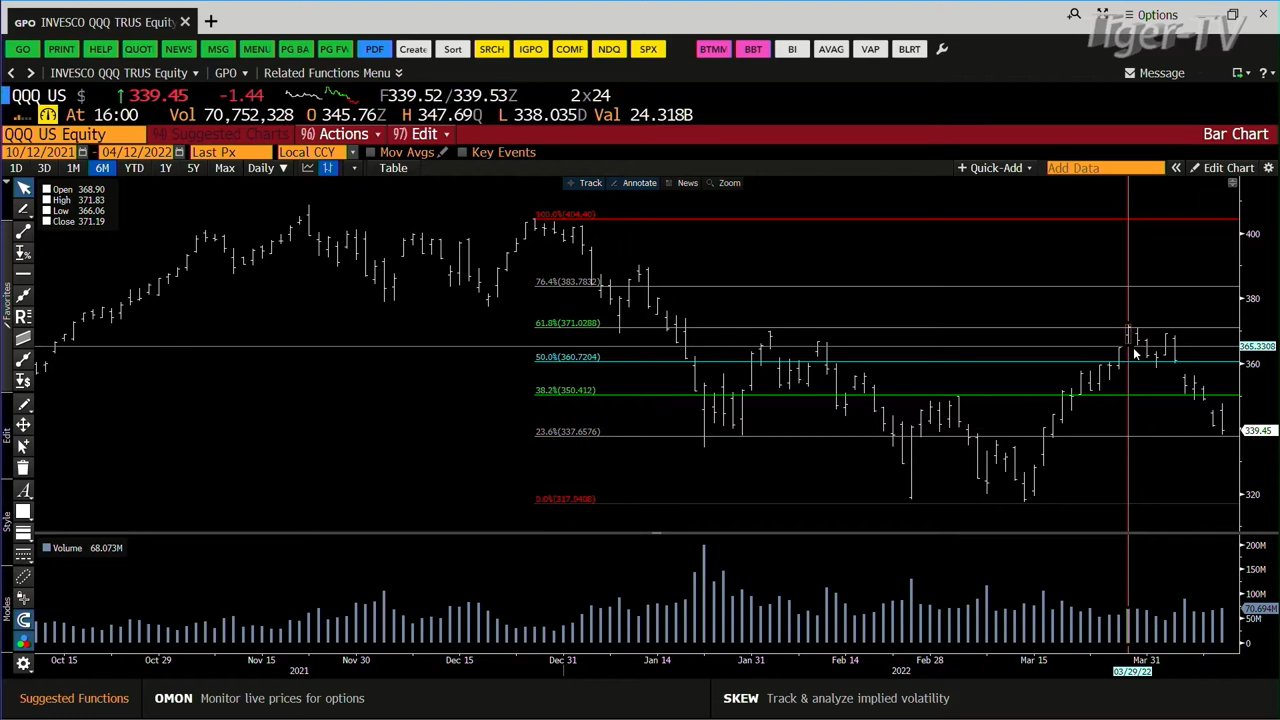 GPO INVESCO QQQ TRUS Equity
Options
Tiger-TV
GO PRINT HELP QUOT NEWS MSG MENU PG BA PG FW PDF Create Sort SRCH IGPO COMF NDQ SPX BTMM BBT BI AVAG VAP BLRT
INVESCO QQQ TRUS Equity GPO Related Functions Menu Message ?
QQQ US $ ↑ 339.45 -1.44 F339.52/339.53Z 2x24
At 16:00 Vol 70,752,328 O 345.76Z H 347.69Q L 338.035D Val 24.318B
QQQ US Equity 94) Suggested Charts 96) Actions 97) Edit Bar Chart
10/12/2021 - 04/12/2022 Last Px Local CCY Mov Avgs Key Events
1D 3D 1M 6M YTD 1Y 5Y Max Daily Table + Quick-Add Add Data Edit Chart
Track Annotate News Zoom
Open 368.90
High 371.83
Low 366.06
Close 371.19
100.0%(404.40)
76.4%(383.7832)
61.8%(371.0288)
50.0%(360.7204)
38.2%(350.412)
23.6%(337.6576)
0.0%(317.0408)
400
380
365.3308
360
339.45
320
Favorites
Edit
Style
Modes
Volume 68.073M
200M
150M
100M
70.694M
50M
0
Oct 15 Oct 29 Nov 15 Nov 30 Dec 15 Dec 31 Jan 14 Jan 31 Feb 14 Feb 28 Mar 15 Mar 31
2021 2022 03/29/22
Suggested Functions OMON Monitor live prices for options SKEW Track & analyze implied volatility